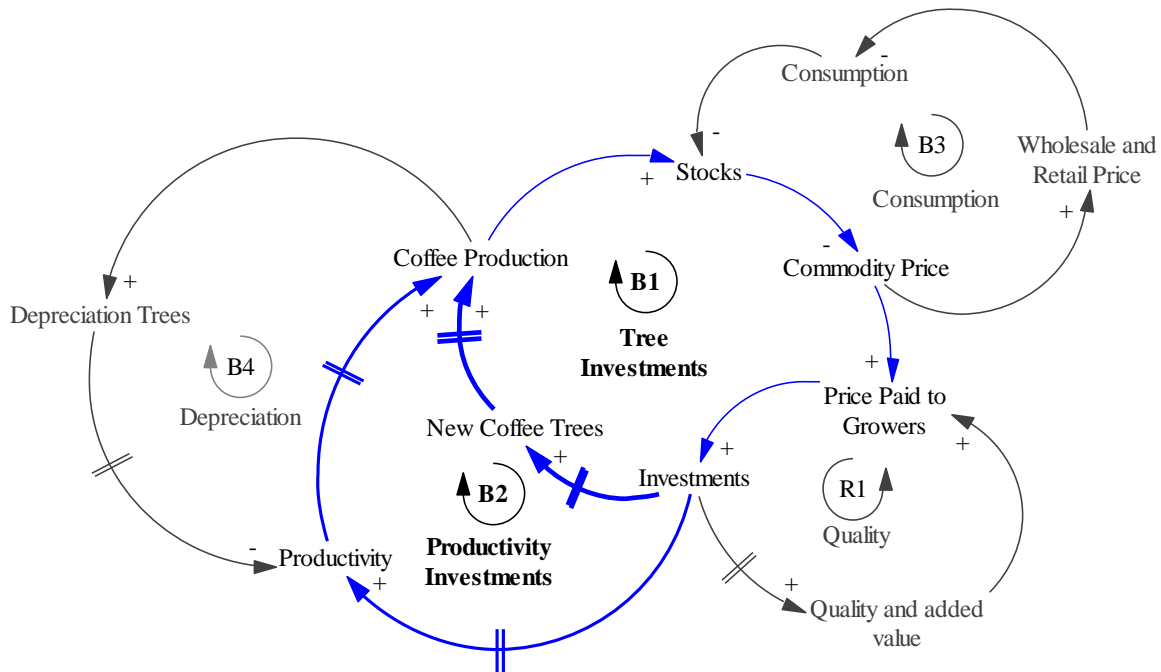 Consumption
-
-
B3
Wholesale and
Retail Price
Stocks
+
Consumption
+
Coffee Production
-
Commodity Price
B1
+
Depreciation Trees
+
+
Tree
Investments
B4
Depreciation
+
Price Paid to
Growers
+
New Coffee Trees
+
+
Investments
B2
R1
Quality
Productivity
Investments
-
Productivity
+
+
Quality and added
value